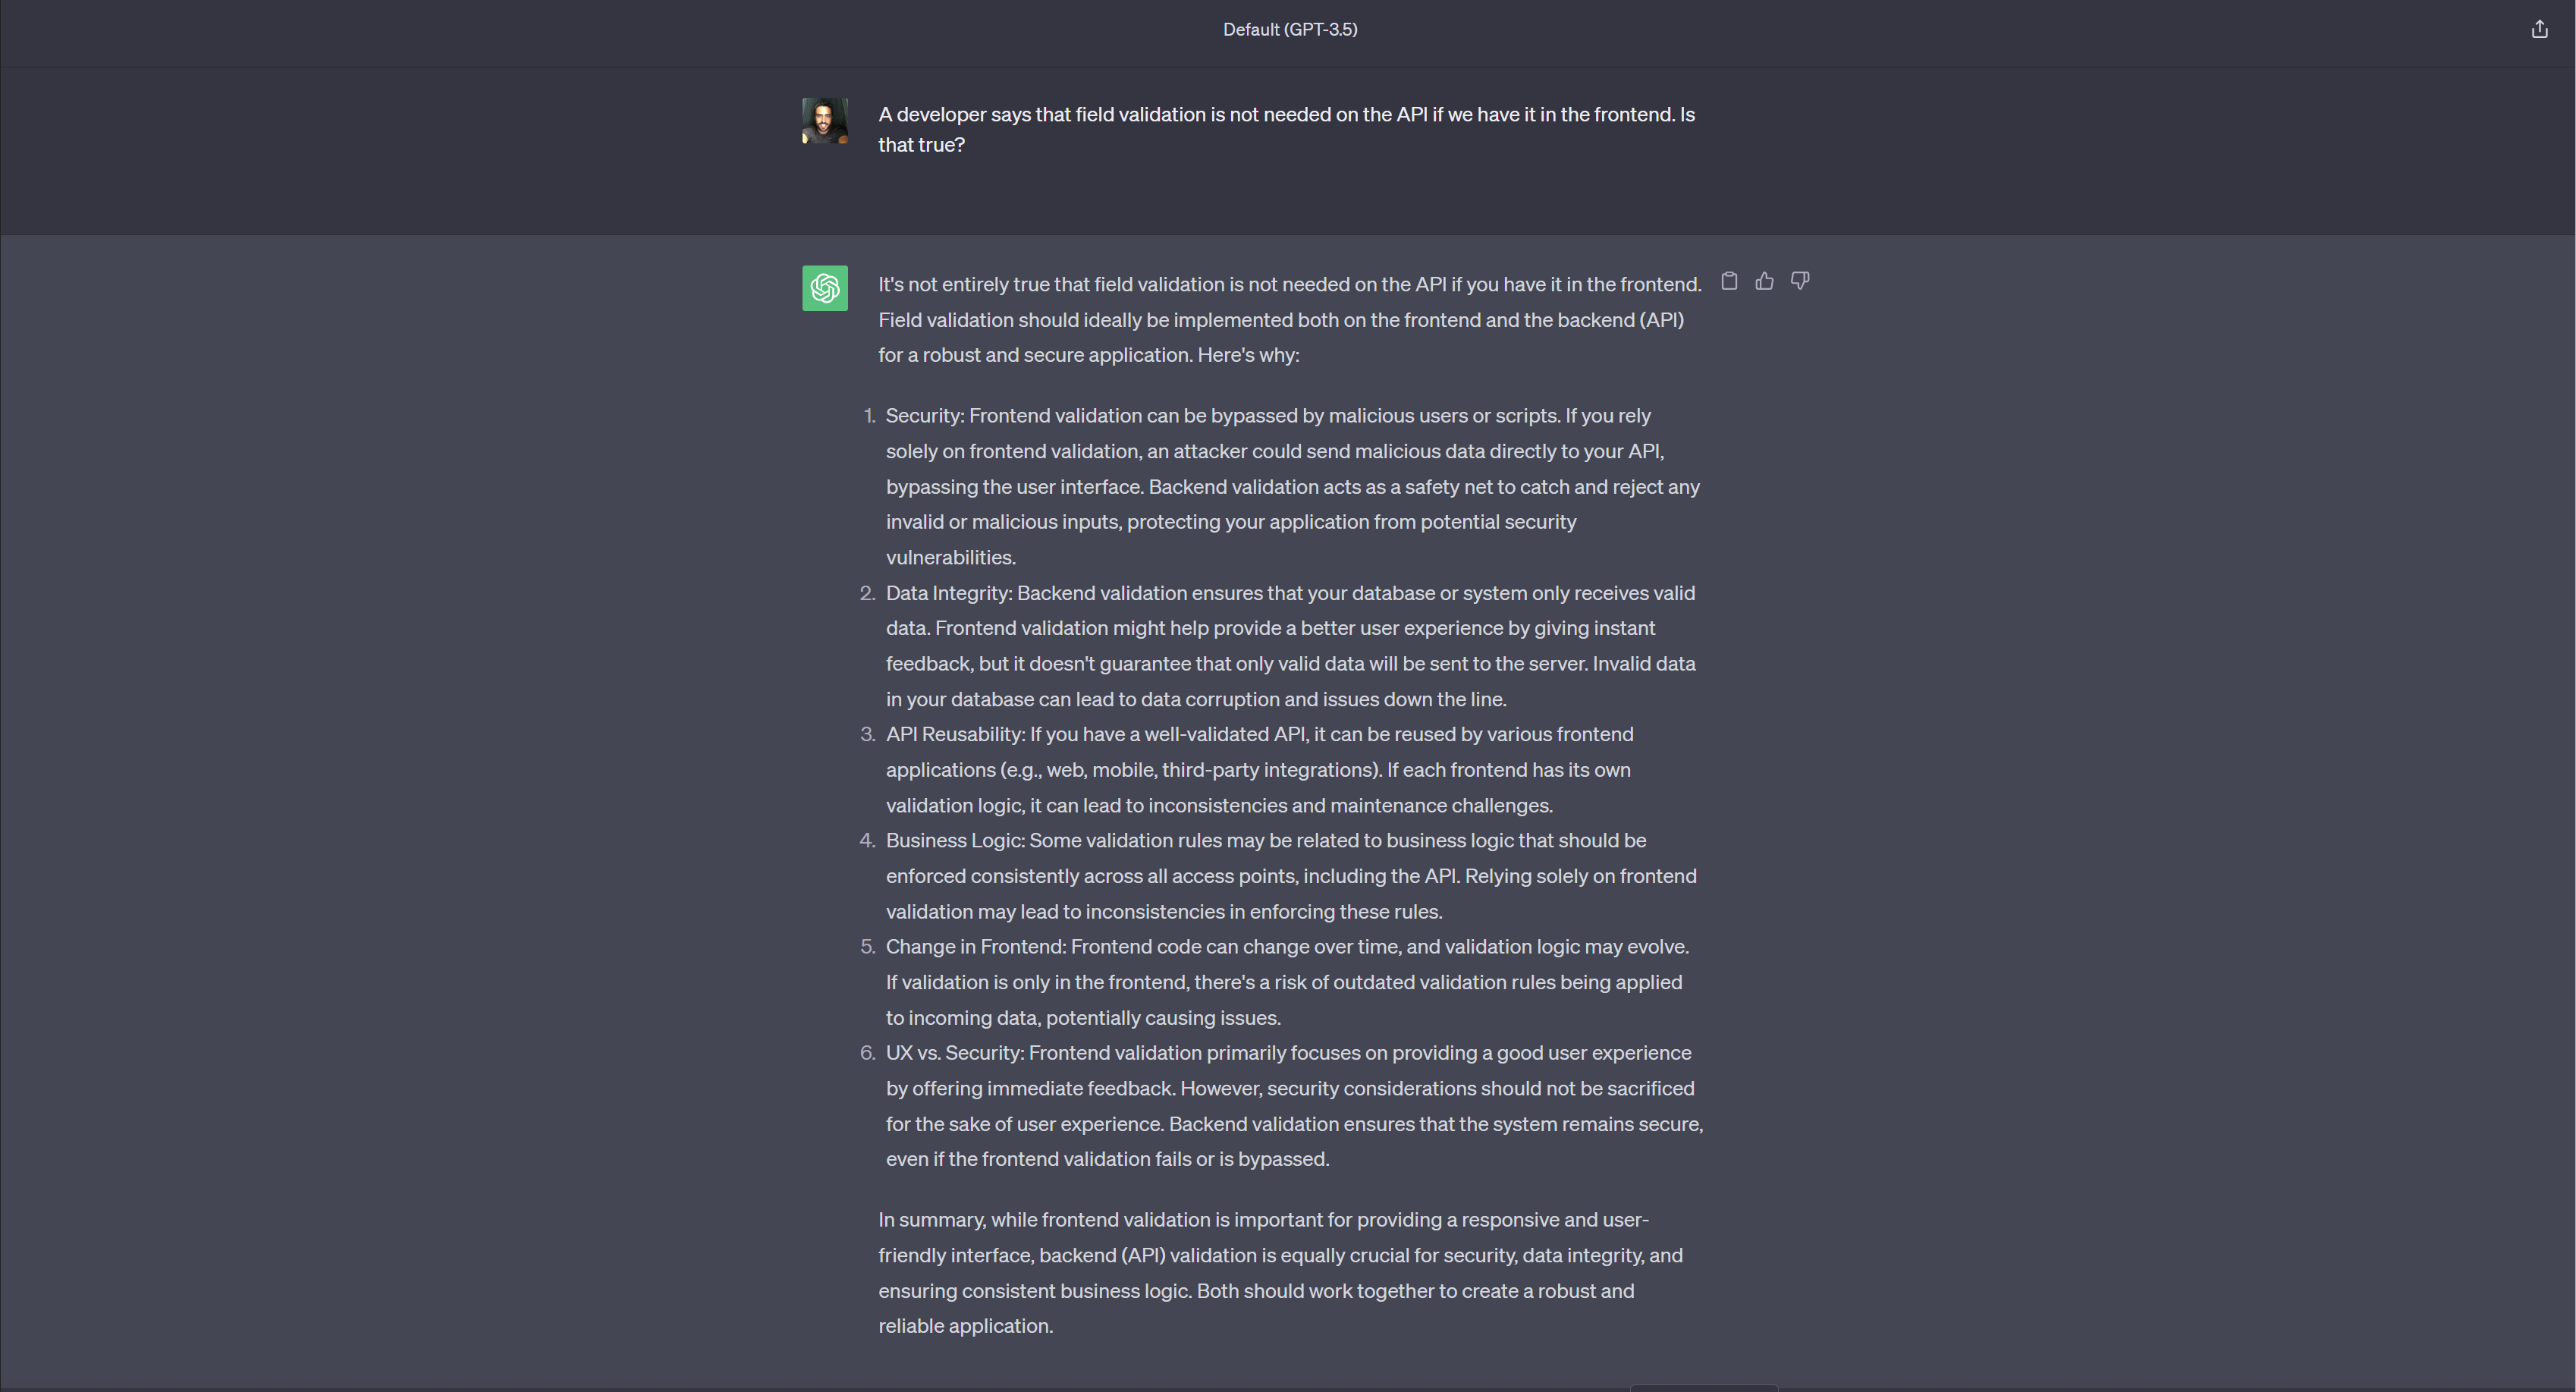 Default (GPT-3.5)
A developer says that field validation is not needed on the API if we have it in the frontend. Is
that true?
It's not entirely true that field validation is not needed on the API if you have it in the frontend.
Field validation should ideally be implemented both on the frontend and the backend (API)
for a robust and secure application. Here's why:
1. Security: Frontend validation can be bypassed by malicious users or scripts. If you rely
solely on frontend validation, an attacker could send malicious data directly to your API,
bypassing the user interface. Backend validation acts as a safety net to catch and reject any
invalid or malicious inputs, protecting your application from potential security
vulnerabilities.
2. Data Integrity: Backend validation ensures that your database or system only receives valid
data. Frontend validation might help provide a better user experience by giving instant
feedback, but it doesn't guarantee that only valid data will be sent to the server. Invalid data
in your database can lead to data corruption and issues down the line.
3. API Reusability: If you have a well-validated API, it can be reused by various frontend
applications (e.g., web, mobile, third-party integrations). If each frontend has its own
validation logic, it can lead to inconsistencies and maintenance challenges.
4. Business Logic: Some validation rules may be related to business logic that should be
enforced consistently across all access points, including the API. Relying solely on frontend
validation may lead to inconsistencies in enforcing these rules.
5. Change in Frontend: Frontend code can change over time, and validation logic may evolve.
If validation is only in the frontend, there's a risk of outdated validation rules being applied
to incoming data, potentially causing issues.
6. UX vs. Security: Frontend validation primarily focuses on providing a good user experience
by offering immediate feedback. However, security considerations should not be sacrificed
for the sake of user experience. Backend validation ensures that the system remains secure,
even if the frontend validation fails or is bypassed.
In summary, while frontend validation is important for providing a responsive and user-
friendly interface, backend (API) validation is equally crucial for security, data integrity, and
ensuring consistent business logic. Both should work together to create a robust and
reliable application.